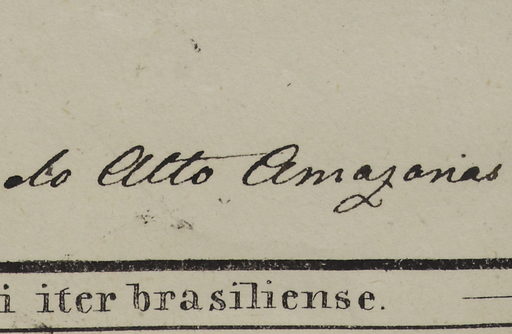 do Alto Amazonas
i iter brasiliense.